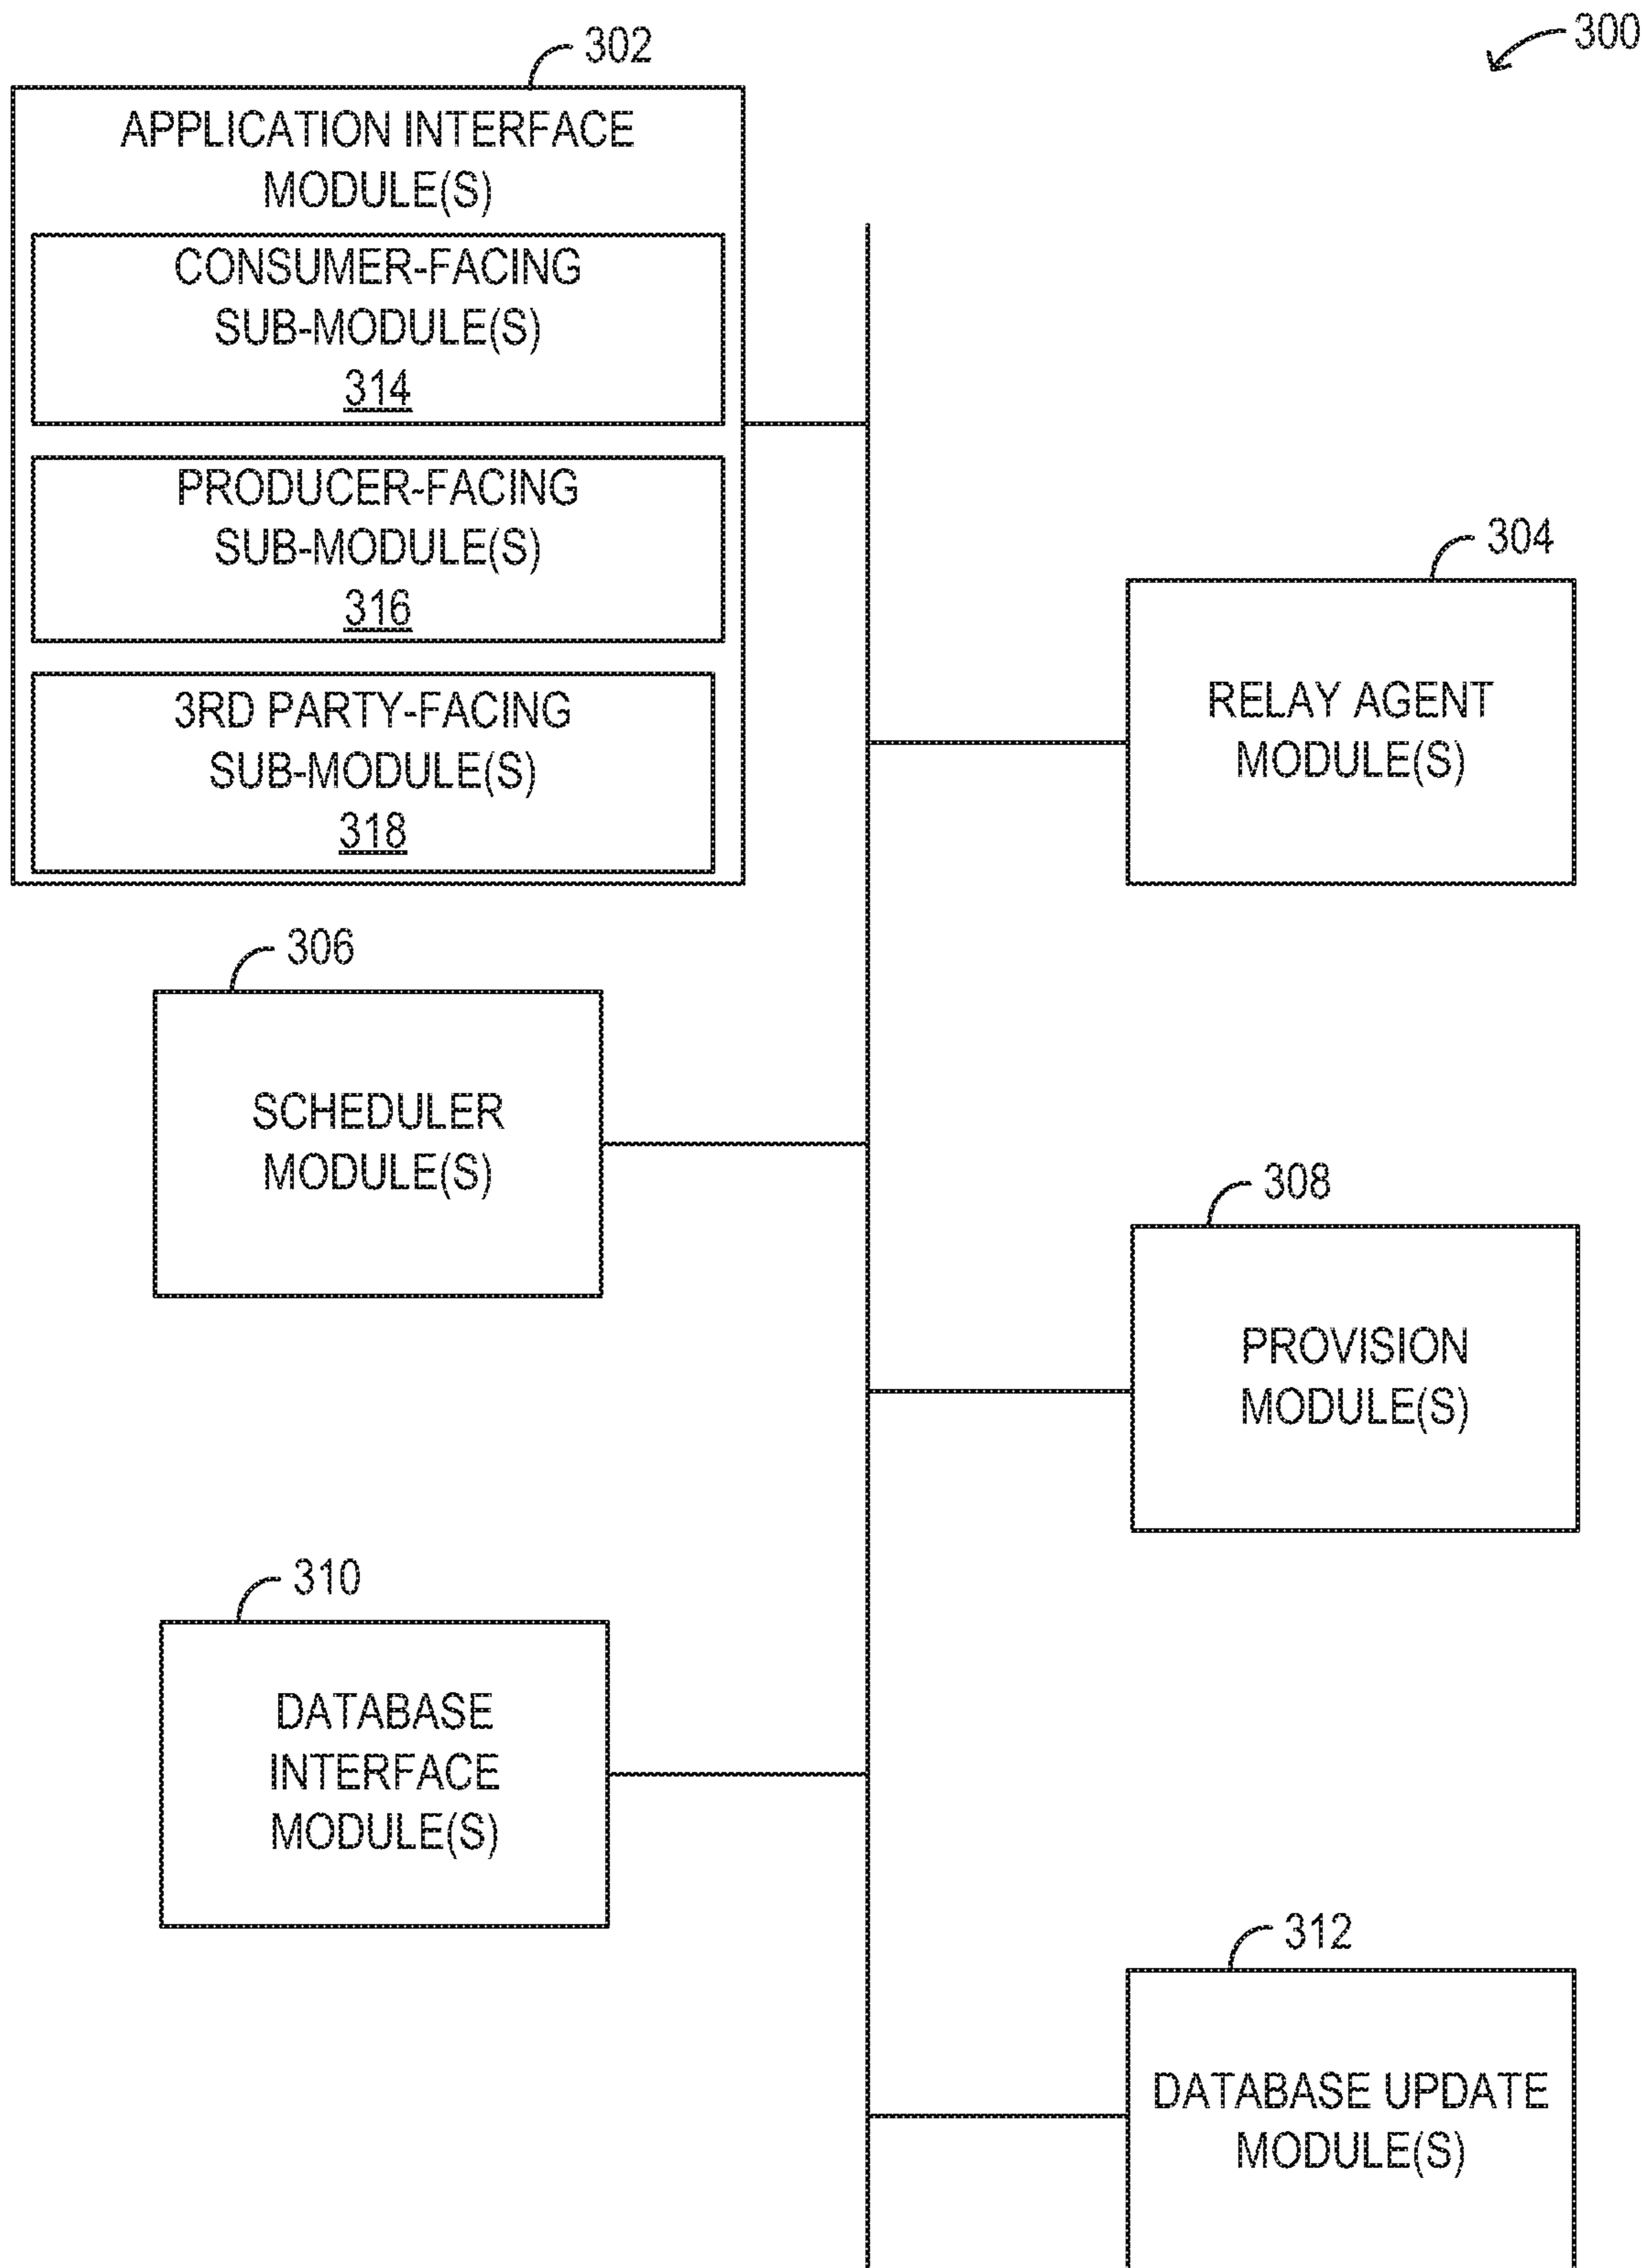 300
302
APPLICATION INTERFACE
MODULE(S)
CONSUMER-FACING
SUB-MODULE(S)
314
PRODUCER-FACING
SUB-MODULE(S)
316
3RD PARTY-FACING
SUB-MODULE(S)
318
304
RELAY AGENT
MODULE(S)
306
SCHEDULER
MODULE(S)
308
PROVISION
MODULE(S)
310
DATABASE
INTERFACE
MODULE(S)
312
DATABASE UPDATE
MODULE(S)